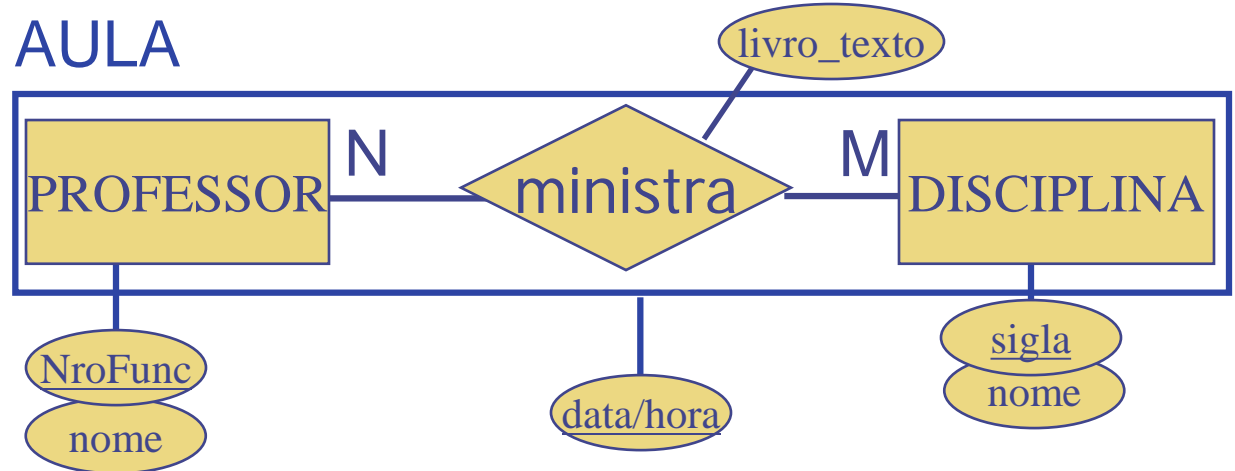 AULA
livro_texto
N
M
PROFESSOR
ministra
DISCIPLINA
NroFunc
nome
data/hora
sigla
nome